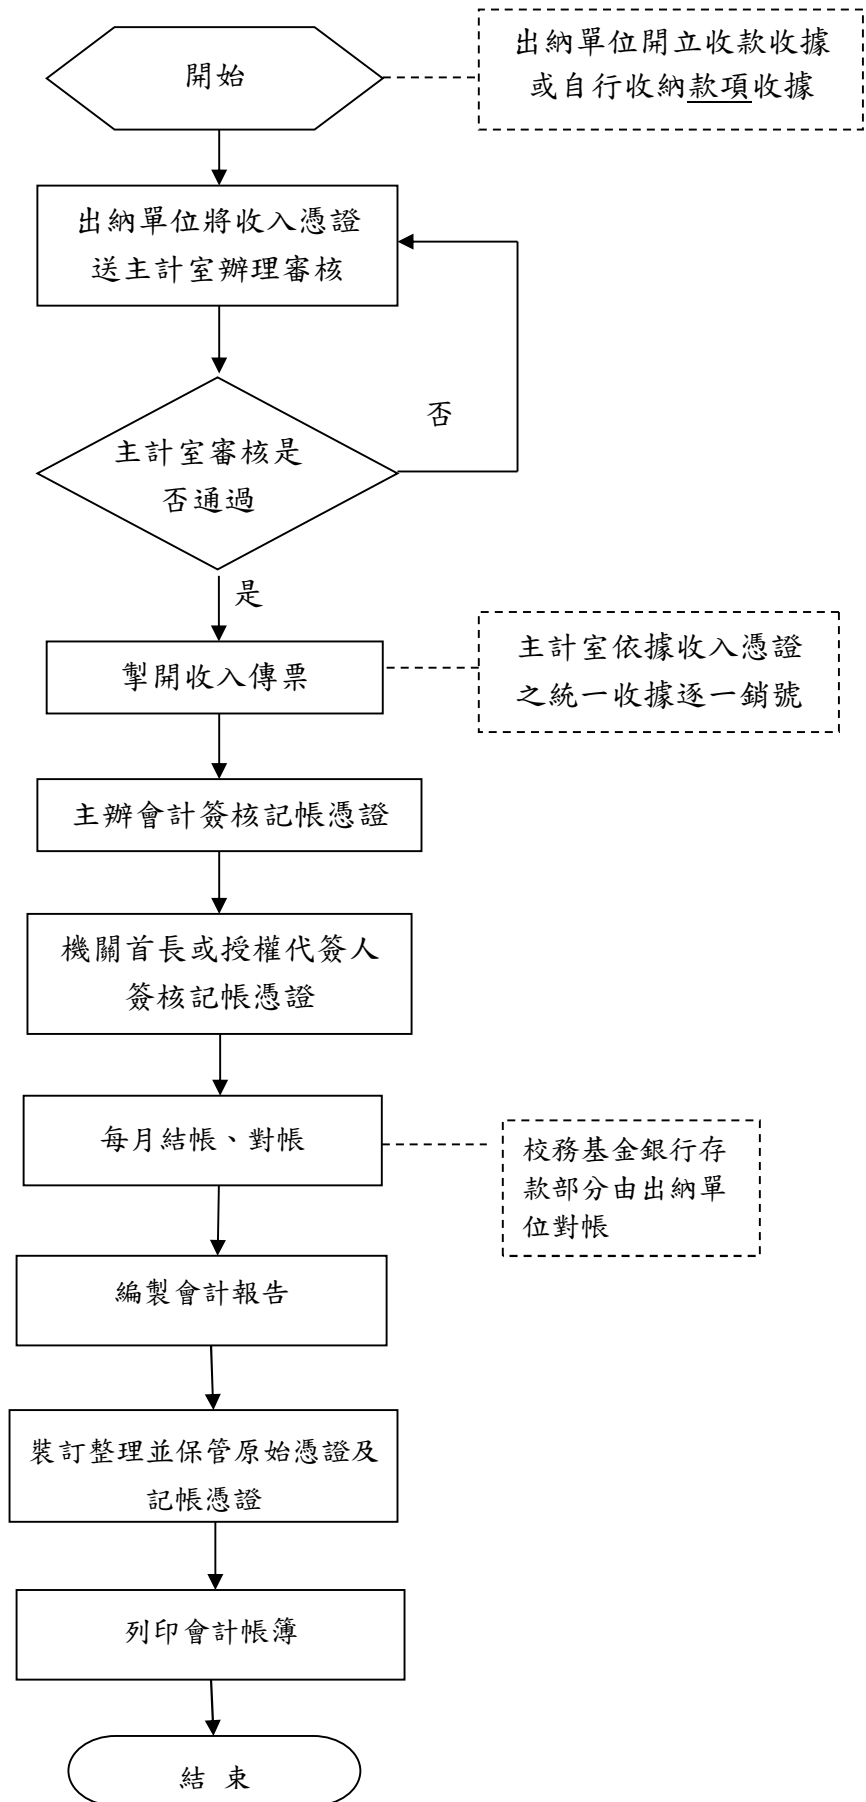 開始
出納單位開立收款收據
或自行收納款項收據
出納單位將收入憑證
送主計室辦理審核
否
主計室審核是
否通過
是
掣開收入傳票
主計室依據收入憑證
之統一收據逐一銷號
主辦會計簽核記帳憑證
機關首長或授權代簽人
簽核記帳憑證
每月結帳、對帳
校務基金銀行存
款部分由出納單
位對帳
編製會計報告
裝訂整理並保管原始憑證及
記帳憑證
列印會計帳簿
結 束